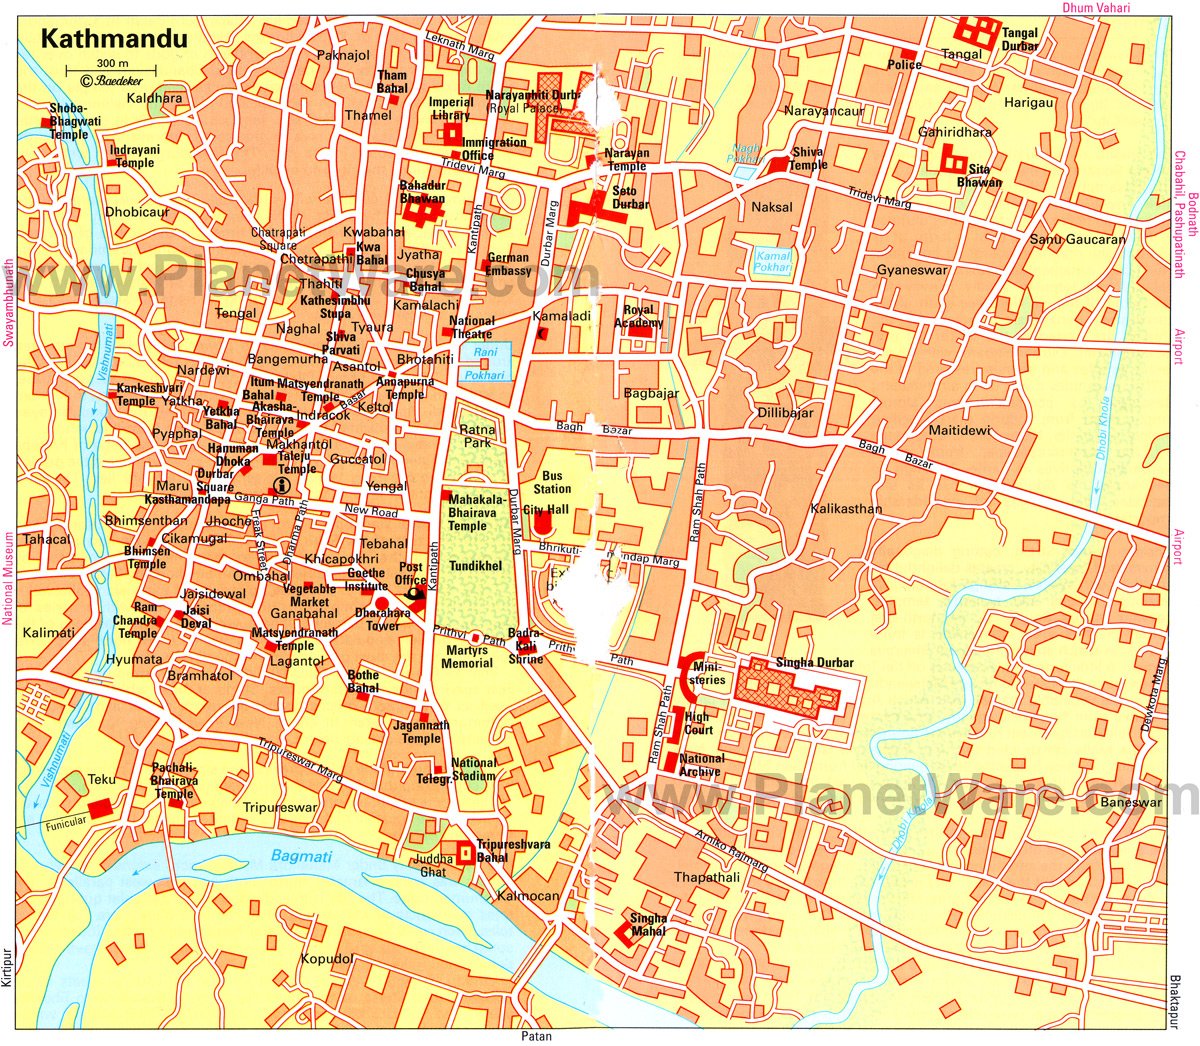 Dhum Vahari
Kathmandu
300 m
© Baedeker
Leknath Marg
Paknajol
Tham
Bahal
Kaldhara
Shoba-
Bhagwati
Temple
Thamel
Imperial
Library
Narayanhiti Durb
(Royal Palace)
Immigration
Office
Tridevi Marg
Indrayani
Temple
Narayan
Temple
Nagh
Pokhari
Shiva
Temple
Narayancaur
Police
Tangal
Tangal
Durbar
Harigau
Gahiridhara
Sita
Bhawan
Tridevi Marg
Chabahil, Pashupatinath
Bodnath
Dhobicaur
Bahadur
Bhawan
Seto
Durbar
Naksal
Sanu Gaucaran
Chatrapati
Square
Kwabahal
Kwa
Bahal
Chetrapathi
Jyatha
Kantipath
Durbar Marg
German
Embassy
Kamal
Pokhari
Gyaneswar
www.PlanetWare.com
Swayambhunath
Thahiti
Chusya
Bahal
Kathesimbhu
Stupa
Kamalachi
Tengal
Naghal
Tyaura
Shiva
Parvati
National
Theatre
Kamaladi
Royal
Academy
Airport
Vishnumati
Bangemurha
Asantol
Bhotahiti
Rani
Pokhari
Nardewi
Kankeshvari
Temple
Itum
Bahal
Matsyendranath
Temple
Annapurna
Temple
Bagbajar
Yatkha
Yetkha
Bahal
Akasha-
Bhairava
Temple
Basar
Indracok
Keltol
Dillibajar
Dhobi Khola
Maitidewi
Pyaphal
Makhantol
Ratna
Park
Bagh Bazar
Bagh Bazar
Hanuman
Dhoka
Taleju
Temple
Guccatol
Durbar
Square
Maru
Kasthamandapa
Yengal
Ganga Path
New Road
Bus
Station
Mahakala-
Bhairava
Temple
City Hall
Durbar Marg
Ram Shah Path
Kalikasthan
Bhimsenthan
Jhoche
Cikamugal
Freak Street
Dharma Path
Tahacal
Bhimsen
Temple
Tebahal
Khicapokhri
Kantipath
Bhrikuti-
mandap Marg
Airport
National Museum
Ombahal
Goethe
Institute
Post
Office
Tundikhel
Vegetable
Market
Jaisidewal
Ganabahal
Dharahara
Tower
Ram
Chandra
Temple
Jaisi
Deval
Kalimati
Matsyendranath
Temple
Prithvi Path
Badra-
Kali
Shrine
Prith
Path
Martyrs
Memorial
Hyumata
Lagantol
Bramhatol
Bothe
Bahal
Mini-
steries
Singha Durbar
Dewkota Marg
Jagannath
Temple
High
Court
Ram Shah Path
National
Archive
Vishnumati
Tripureswar Marg
Telegr.
National
Stadium
Teku
Pachali-
Bhairava
Temple
www.PlanetWare.com
Baneswar
Funicular
Tripureswar
Dhobi Khola
Arniko Rajmarg
Bagmati
Juddha
Ghat
Tripureshvara
Bahal
Thapathali
Kalmocan
Singha
Mahal
Kopudol
Kirtipur
Bhaktapur
Patan